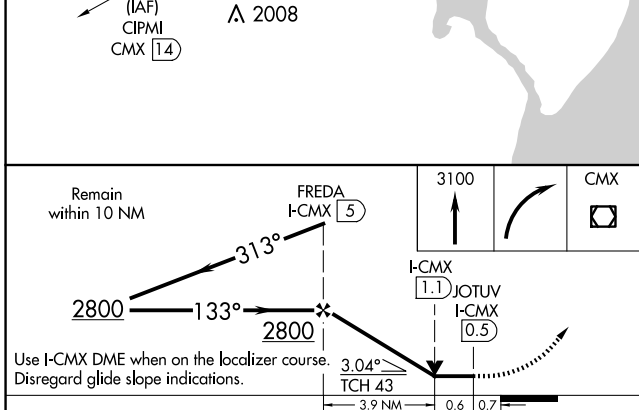 (IAF)
CIPMI
CMX 14
2008
Remain
within 10 NM
FREDA
I-CMX 5
3100
CMX
313°
2800
133°
2800
I-CMX
1.1
JOTUV
I-CMX
0.5
Use I-CMX DME when on the localizer course.
Disregard glide slope indications.
3.04°
TCH 43
3.9 NM
0.6
0.7